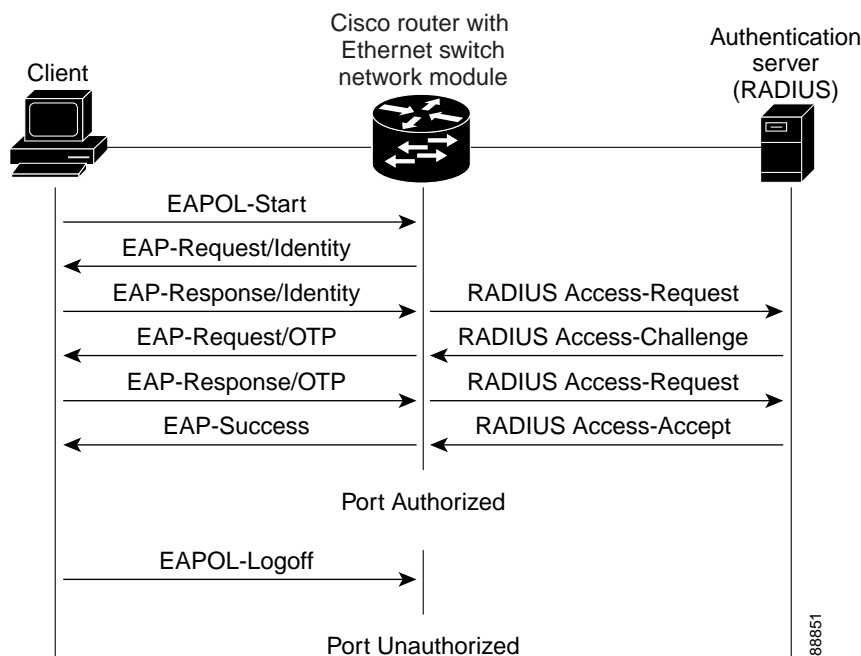 Client
Cisco router with
Ethernet switch
network module
Authentication
server
(RADIUS)
EAPOL-Start
EAP-Request/Identity
EAP-Response/Identity
RADIUS Access-Request
EAP-Request/OTP
RADIUS Access-Challenge
EAP-Response/OTP
RADIUS Access-Request
EAP-Success
RADIUS Access-Accept
Port Authorized
EAPOL-Logoff
Port Unauthorized
88851